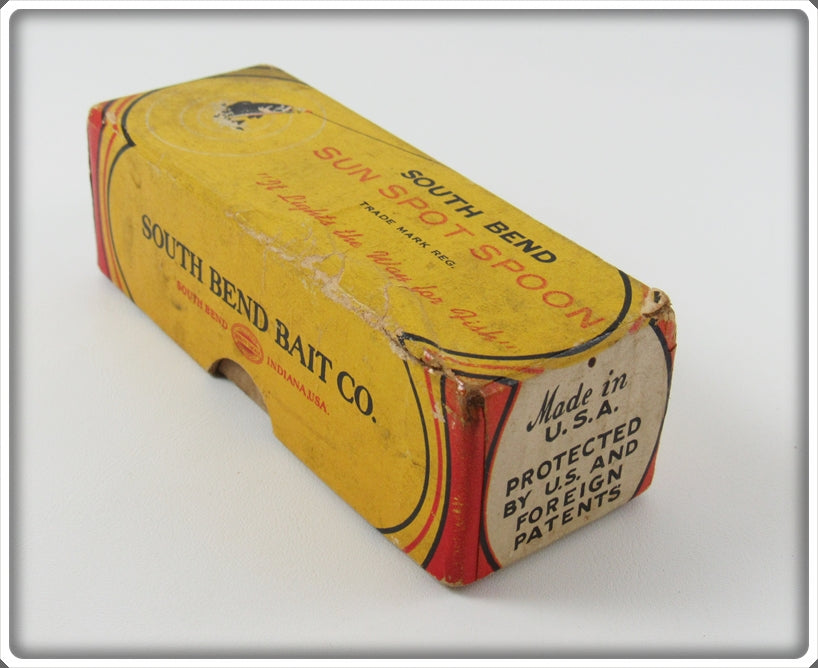 SOUTH BEND
SUN SPOT SPOON
TRADE MARK REG.
"It Lights the Way for Fishes
SOUTH BEND BAIT CO.
SOUTH BEND INDIANA, U.S.A.
Made in
U.S.A.
PROTECTED
BY U.S. AND
FOREIGN
PATENTS